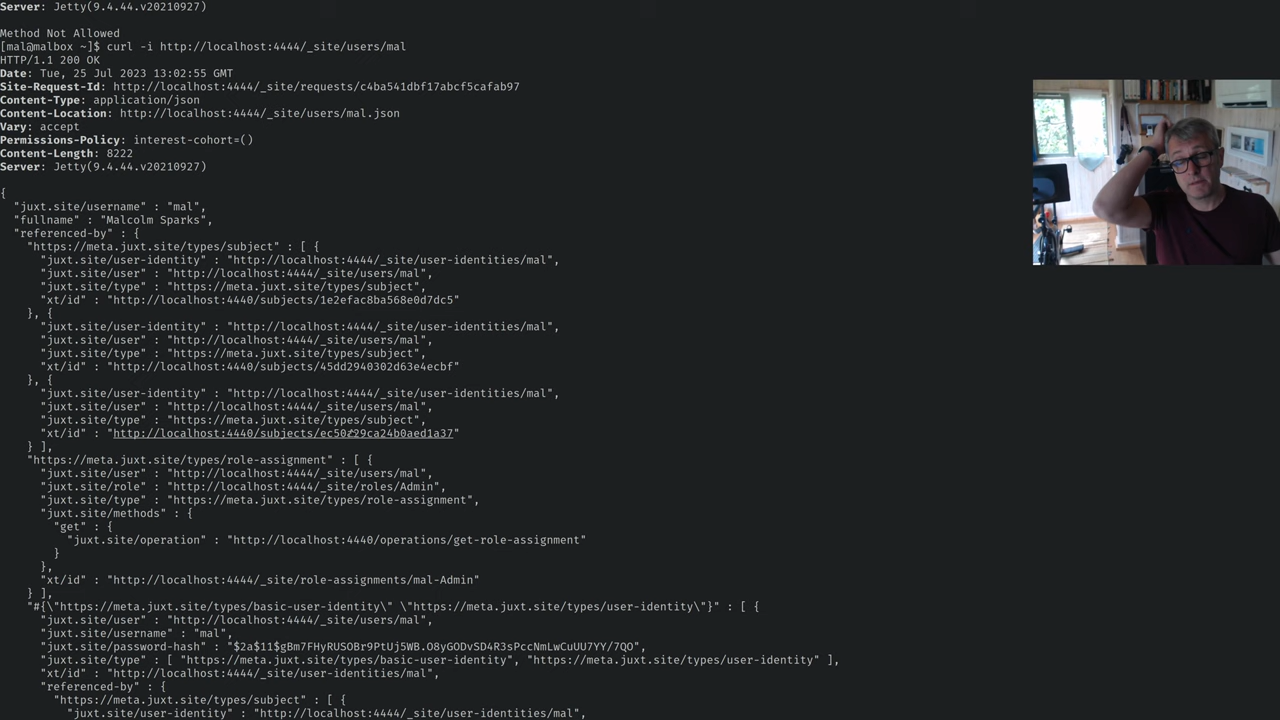 Server: Jetty(9.4.44.v20210927)
Method Not Allowed
[mal@malbox ~]$ curl -i http://localhost:4444/_site/users/mal
HTTP/1.1 200 OK
Date: Tue, 25 Jul 2023 13:02:55 GMT
Site-Request-Id: http://localhost:4444/_site/requests/c4ba541dbf17abcf5cafab97
Content-Type: application/json
Content-Location: http://localhost:4444/_site/users/mal.json
Vary: accept
Permissions-Policy: interest-cohort=()
Content-Length: 8222
Server: Jetty(9.4.44.v20210927)
{
"juxt.site/username" : "mal",
"fullname" : "Malcolm Sparks",
"referenced-by" : {
"https://meta.juxt.site/types/subject" : [ {
"juxt.site/user-identity" : "http://localhost:4444/_site/user-identities/mal",
"juxt.site/user" : "http://localhost:4444/_site/users/mal",
"juxt.site/type" : "https://meta.juxt.site/types/subject",
"xt/id" : "http://localhost:4440/subjects/1e2efac8ba568e0d7dc5"
}, {
"juxt.site/user-identity" : "http://localhost:4444/_site/user-identities/mal",
"juxt.site/user" : "http://localhost:4444/_site/users/mal",
"juxt.site/type" : "https://meta.juxt.site/types/subject",
"xt/id" : "http://localhost:4440/subjects/45dd2940302d63e4ecbf"
}, {
"juxt.site/user-identity" : "http://localhost:4444/_site/user-identities/mal",
"juxt.site/user" : "http://localhost:4444/_site/users/mal",
"juxt.site/type" : "https://meta.juxt.site/types/subject",
"xt/id" :
} ],
"https://meta.juxt.site/types/role-assignment" : [ {
"juxt.site/user" : "http://localhost:4444/_site/users/mal",
"juxt.site/role" : "http://localhost:4444/_site/roles/Admin",
"juxt.site/type" : "https://meta.juxt.site/types/role-assignment",
"juxt.site/methods" : {
"get" : {
"juxt.site/operation" : "http://localhost:4440/operations/get-role-assignment"
}
},
"xt/id" : "http://localhost:4444/_site/role-assignments/mal-Admin"
} ],
"#{\"https://meta.juxt.site/types/basic-user-identity\" \"https://meta.juxt.site/types/user-identity\"}" : [ {
"juxt.site/user" : "http://localhost:4444/_site/users/mal",
"juxt.site/username" : "mal",
"juxt.site/password-hash" : "$2a$11$gBm7FHyRUSOBr9PtUj5WB.O8yGODvSD4R3sPccNmLwCuUU7YY/7QO",
"juxt.site/type" : [ "https://meta.juxt.site/types/basic-user-identity", "https://meta.juxt.site/types/user-identity" ],
"xt/id" : "http://localhost:4444/_site/user-identities/mal",
"referenced-by" : {
"https://meta.juxt.site/types/subject" : [ {
"juxt.site/user-identity" : "http://localhost:4444/_site/user-identities/mal",